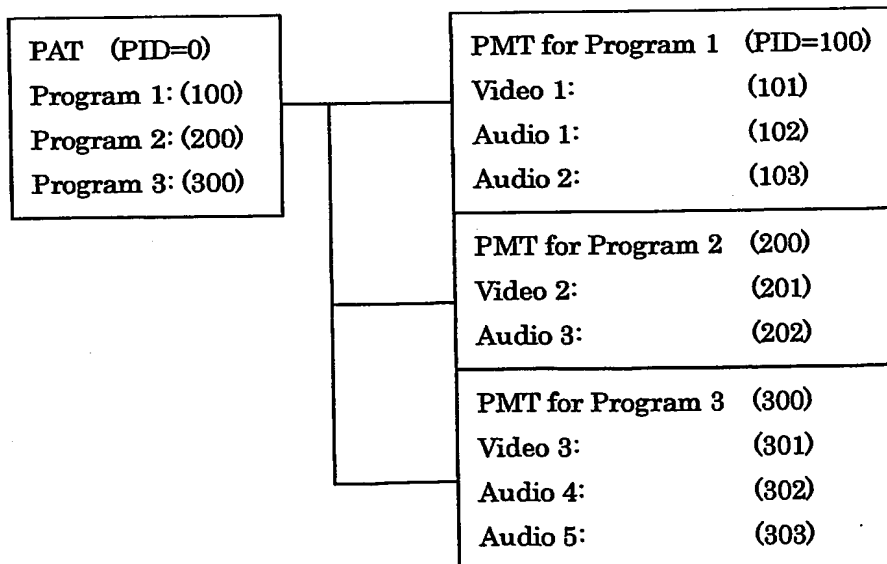 PAT (PID=0)
Program 1: (100)
Program 2: (200)
Program 3: (300)
PMT for Program 1 (PID=100)
Video 1: (101)
Audio 1: (102)
Audio 2: (103)
PMT for Program 2 (200)
Video 2: (201)
Audio 3: (202)
PMT for Program 3 (300)
Video 3: (301)
Audio 4: (302)
Audio 5: (303)